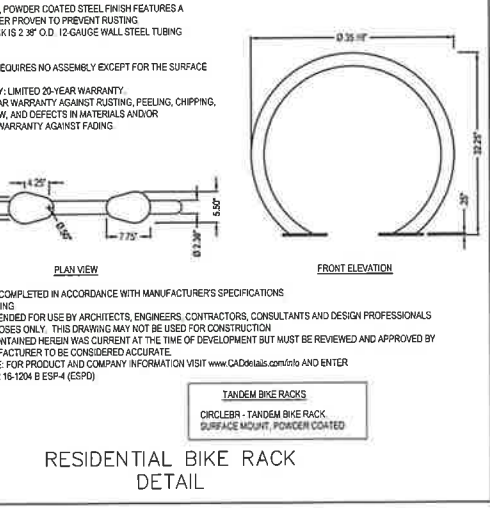 , POWDER COATED STEEL FINISH FEATURES A
ER PROVEN TO PREVENT RUSTING
K IS 2 38" O.D. 12-GAUGE WALL STEEL TUBING
EQUIRES NO ASSEMBLY EXCEPT FOR THE SURFACE
Y: LIMITED 20-YEAR WARRANTY.
AR WARRANTY AGAINST RUSTING, PEELING, CHIPPING,
W, AND DEFECTS IN MATERIALS AND/OR
WARRANTY AGAINST FADING
Ø 35.18"
32.25"
.25"
4.25"
Ø.50"
7.75"
5.50"
Ø 2.38"
PLAN VIEW
FRONT ELEVATION
COMPLETED IN ACCORDANCE WITH MANUFACTURER'S SPECIFICATIONS
ING
ENDED FOR USE BY ARCHITECTS, ENGINEERS, CONTRACTORS, CONSULTANTS AND DESIGN PROFESSIONALS
OSES ONLY. THIS DRAWING MAY NOT BE USED FOR CONSTRUCTION
NTAINED HEREIN WAS CURRENT AT THE TIME OF DEVELOPMENT BUT MUST BE REVIEWED AND APPROVED BY
FACTURER TO BE CONSIDERED ACCURATE.
E: FOR PRODUCT AND COMPANY INFORMATION VISIT www.CADdetails.com/info AND ENTER
R 16-1204 B ESP-4 (ESPD)
TANDEM BIKE RACKS
CIRCLEBR - TANDEM BIKE RACK
SURFACE MOUNT, POWDER COATED
RESIDENTIAL BIKE RACK
DETAIL